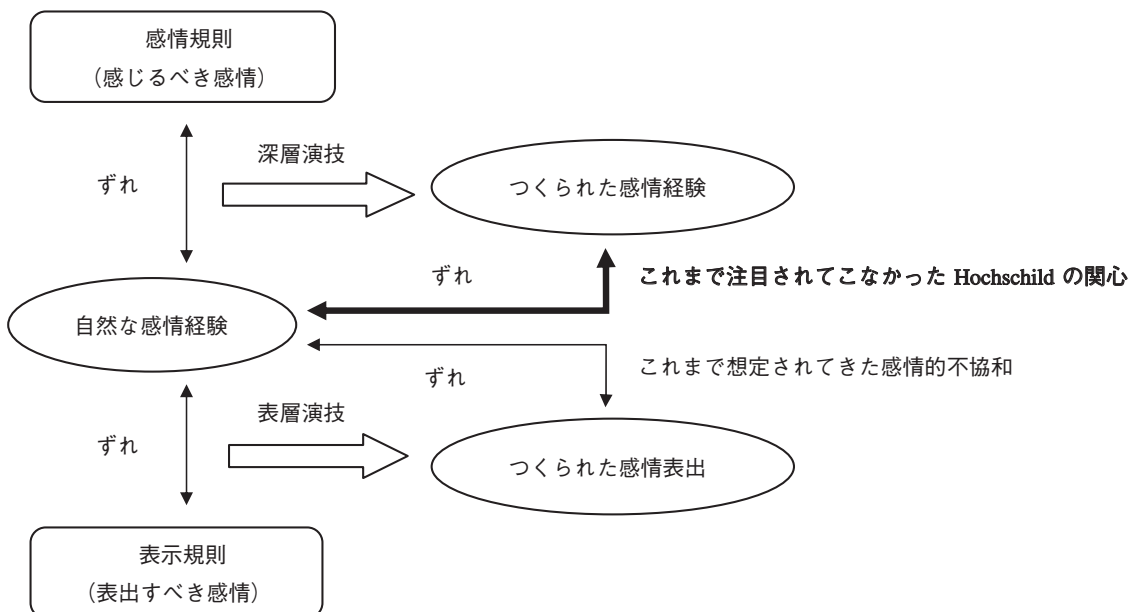 感情規則
（感じるべき感情）
深層演技
ずれ
つくられた感情経験
ずれ
これまで注目されてこなかった Hochschild の関心
自然な感情経験
これまで想定されてきた感情的不協和
ずれ
表層演技
ずれ
つくられた感情表出
表示規則
（表出すべき感情）